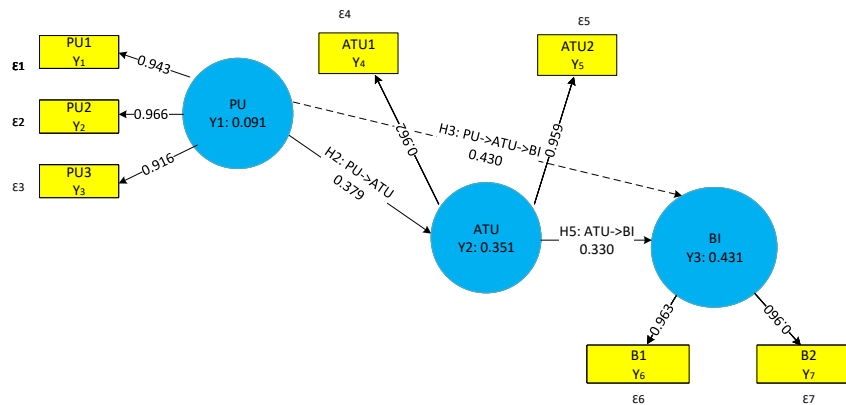 ε4
ε5
PU1
Y₁
ε1
0.943
ATU1
Y₄
ATU2
Y₅
PU2
Y₂
ε2
0.966
PU
Y1: 0.091
PU3
Y₃
ε3
0.916
H2: PU->ATU
0.379
0.962
H3: PU->ATU->BI
0.430
0.959
ATU
Y2: 0.351
H5: ATU->BI
0.330
BI
Y3: 0.431
0.963
0.960
B1
Y₆
B2
Y₇
ε6
ε7